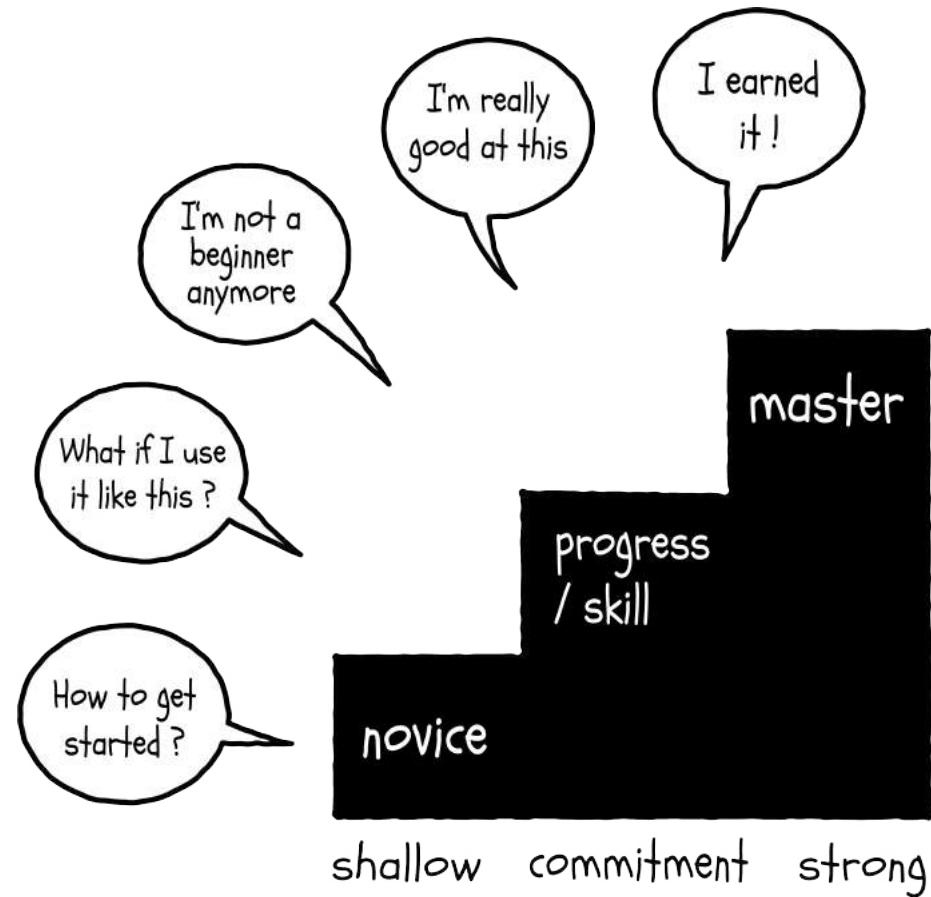 I earned
it !
I'm really
good at this
I'm not a
beginner
anymore
What if I use
it like this ?
How to get
started ?
master
progress
/ skill
novice
shallow commitment strong